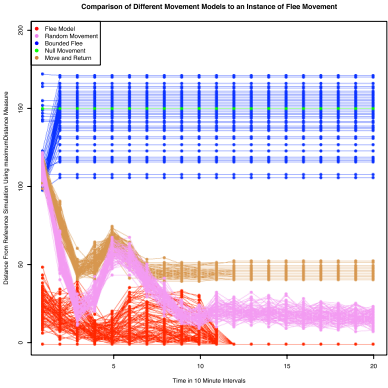 Comparison of Different Movement Models to an Instance of Flee Movement
Flee Model
Random Movement
Bounded Flee
Null Movement
Move and Return
Distance From Reference Simulation Using maximumDistance Measure
200
150
100
50
0
5
10
15
20
Time in 10 Minute Intervals